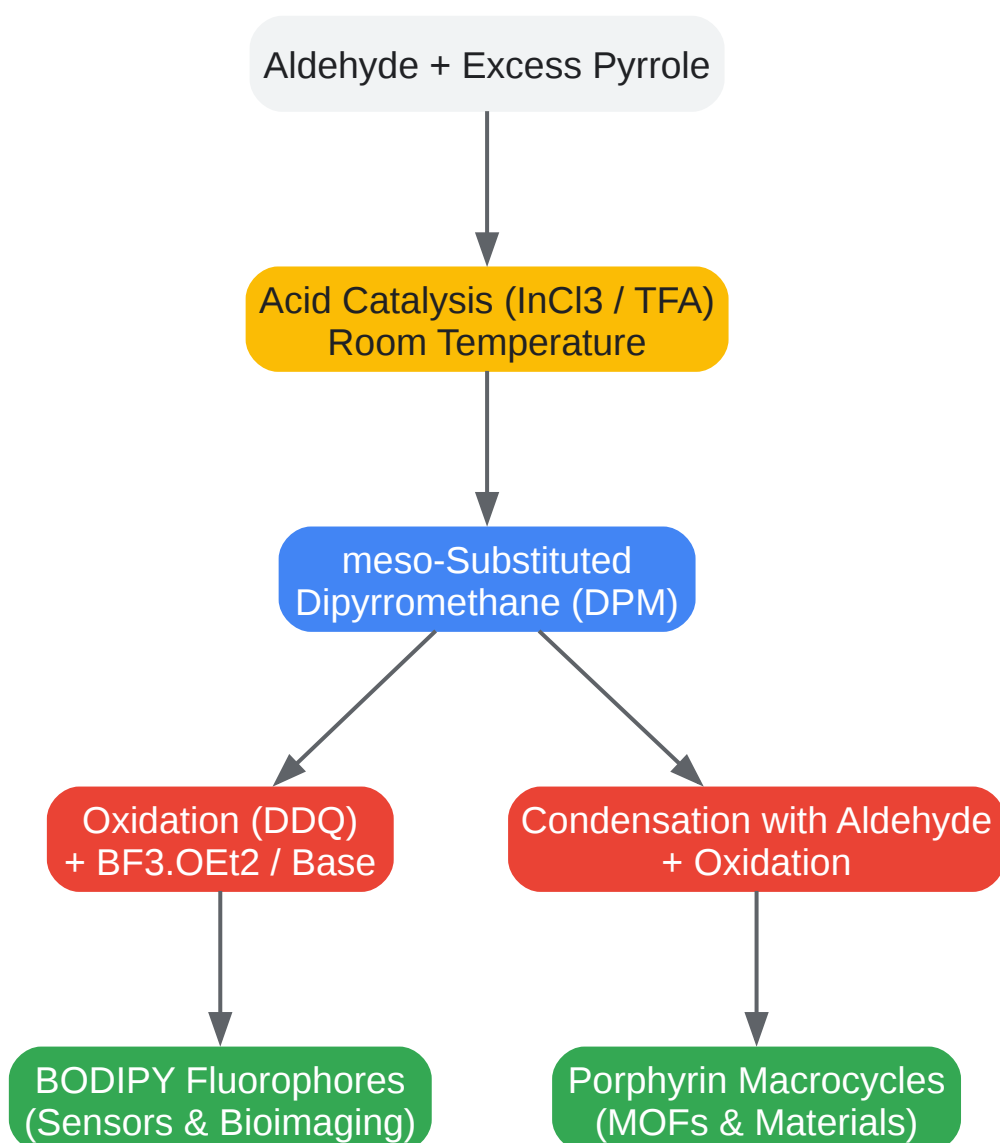 Aldehyde + Excess Pyrrole
Acid Catalysis (InCl3 / TFA)
Room Temperature
meso-Substituted
Dipyrromethane (DPM)
Oxidation (DDQ)
+ BF3.OEt2 / Base
Condensation with Aldehyde
+ Oxidation
BODIPY Fluorophores
(Sensors & Bioimaging)
Porphyrin Macrocycles
(MOFs & Materials)